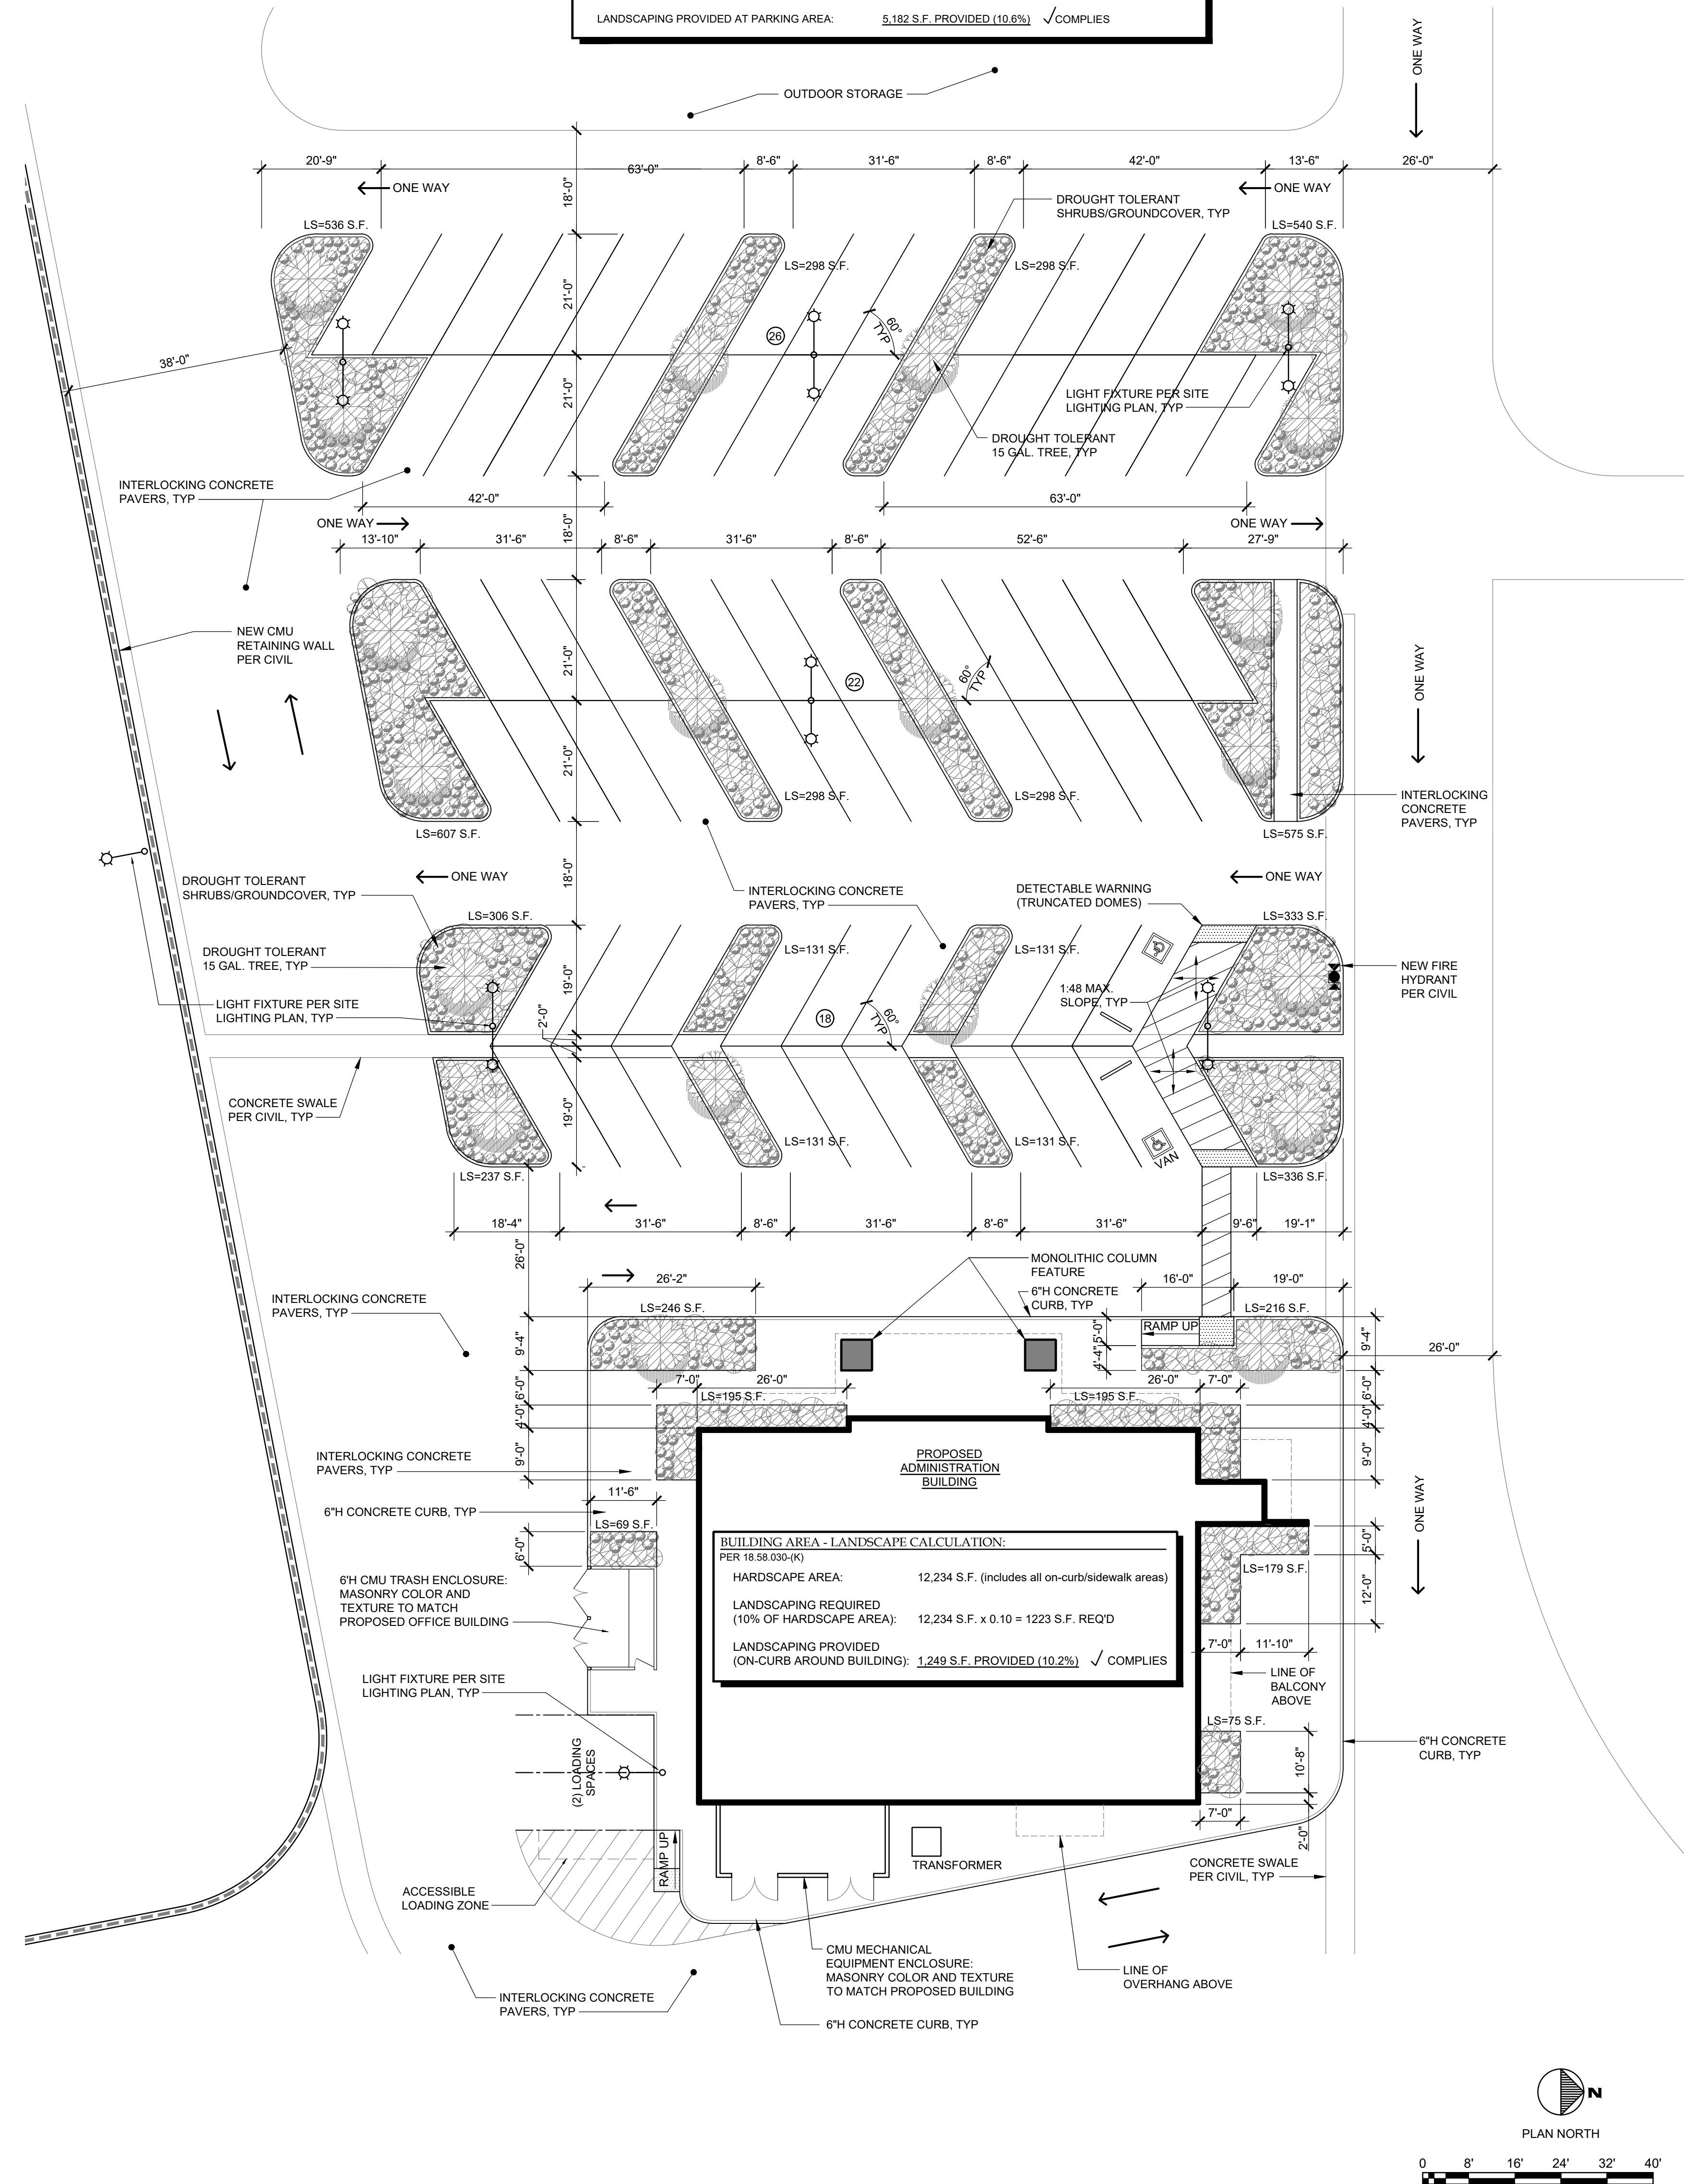 LANDSCAPING PROVIDED AT PARKING AREA: 5,182 S.F. PROVIDED (10.6%) √COMPLIES
ONE WAY
OUTDOOR STORAGE
20'-9"
63'-0"
8'-6"
31'-6"
8'-6"
42'-0"
13'-6"
26'-0"
18'-0"
ONE WAY
ONE WAY
DROUGHT TOLERANT
SHRUBS/GROUNDCOVER, TYP
LS=536 S.F.
LS=540 S.F.
LS=298 S.F.
LS=298 S.F.
21'-0"
26
60°
TYP
38'-0"
21'-0"
LIGHT FIXTURE PER SITE
LIGHTING PLAN, TYP
DROUGHT TOLERANT
15 GAL. TREE, TYP
INTERLOCKING CONCRETE
PAVERS, TYP
42'-0"
63'-0"
ONE WAY
18'-0"
ONE WAY
13'-10"
31'-6"
8'-6"
31'-6"
8'-6"
52'-6"
27'-9"
NEW CMU
RETAINING WALL
PER CIVIL
21'-0"
22
60°
TYP
ONE WAY
21'-0"
LS=298 S.F.
LS=298 S.F.
INTERLOCKING
CONCRETE
PAVERS, TYP
LS=607 S.F.
LS=575 S.F.
18'-0"
ONE WAY
ONE WAY
DROUGHT TOLERANT
SHRUBS/GROUNDCOVER, TYP
INTERLOCKING CONCRETE
PAVERS, TYP
DETECTABLE WARNING
(TRUNCATED DOMES)
LS=306 S.F.
LS=333 S.F.
DROUGHT TOLERANT
15 GAL. TREE, TYP
LS=131 S.F.
LS=131 S.F.
NEW FIRE
HYDRANT
PER CIVIL
19'-0"
1:48 MAX.
SLOPE, TYP
LIGHT FIXTURE PER SITE
LIGHTING PLAN, TYP
2'-0"
18
60°
TYP
CONCRETE SWALE
PER CIVIL, TYP
19'-0"
LS=131 S.F.
LS=131 S.F.
VAN
LS=237 S.F.
LS=336 S.F.
18'-4"
31'-6"
8'-6"
31'-6"
8'-6"
31'-6"
9'-6"
19'-1"
26'-0"
MONOLITHIC COLUMN
FEATURE
26'-2"
16'-0"
19'-0"
6"H CONCRETE
CURB, TYP
INTERLOCKING CONCRETE
PAVERS, TYP
LS=246 S.F.
LS=216 S.F.
RAMP UP
5'-0"
4'-4"
9'-4"
9'-4"
26'-0"
7'-0"
26'-0"
26'-0"
7'-0"
6'-0"
6'-0"
LS=195 S.F.
LS=195 S.F.
4'-0"
4'-0"
9'-0"
9'-0"
INTERLOCKING CONCRETE
PAVERS, TYP
PROPOSED
ADMINISTRATION
BUILDING
11'-6"
6"H CONCRETE CURB, TYP
ONE WAY
LS=69 S.F.
6'-0"
BUILDING AREA - LANDSCAPE CALCULATION:
PER 18.58.030-(K)
HARDSCAPE AREA: 12,234 S.F. (includes all on-curb/sidewalk areas)
LANDSCAPING REQUIRED
(10% OF HARDSCAPE AREA): 12,234 S.F. x 0.10 = 1223 S.F. REQ'D
LANDSCAPING PROVIDED
(ON-CURB AROUND BUILDING): 1,249 S.F. PROVIDED (10.2%) √ COMPLIES
5'-0"
LS=179 S.F.
12'-0"
6'H CMU TRASH ENCLOSURE:
MASONRY COLOR AND
TEXTURE TO MATCH
PROPOSED OFFICE BUILDING
7'-0"
11'-10"
LINE OF
BALCONY
ABOVE
LIGHT FIXTURE PER SITE
LIGHTING PLAN, TYP
LS=75 S.F.
6"H CONCRETE
CURB, TYP
(2) LOADING
SPACES
10'-8"
7'-0"
2'-0"
RAMP UP
TRANSFORMER
CONCRETE SWALE
PER CIVIL, TYP
ACCESSIBLE
LOADING ZONE
CMU MECHANICAL
EQUIPMENT ENCLOSURE:
MASONRY COLOR AND TEXTURE
TO MATCH PROPOSED BUILDING
LINE OF
OVERHANG ABOVE
INTERLOCKING CONCRETE
PAVERS, TYP
6"H CONCRETE CURB, TYP
N
PLAN NORTH
0 8' 16' 24' 32' 40'